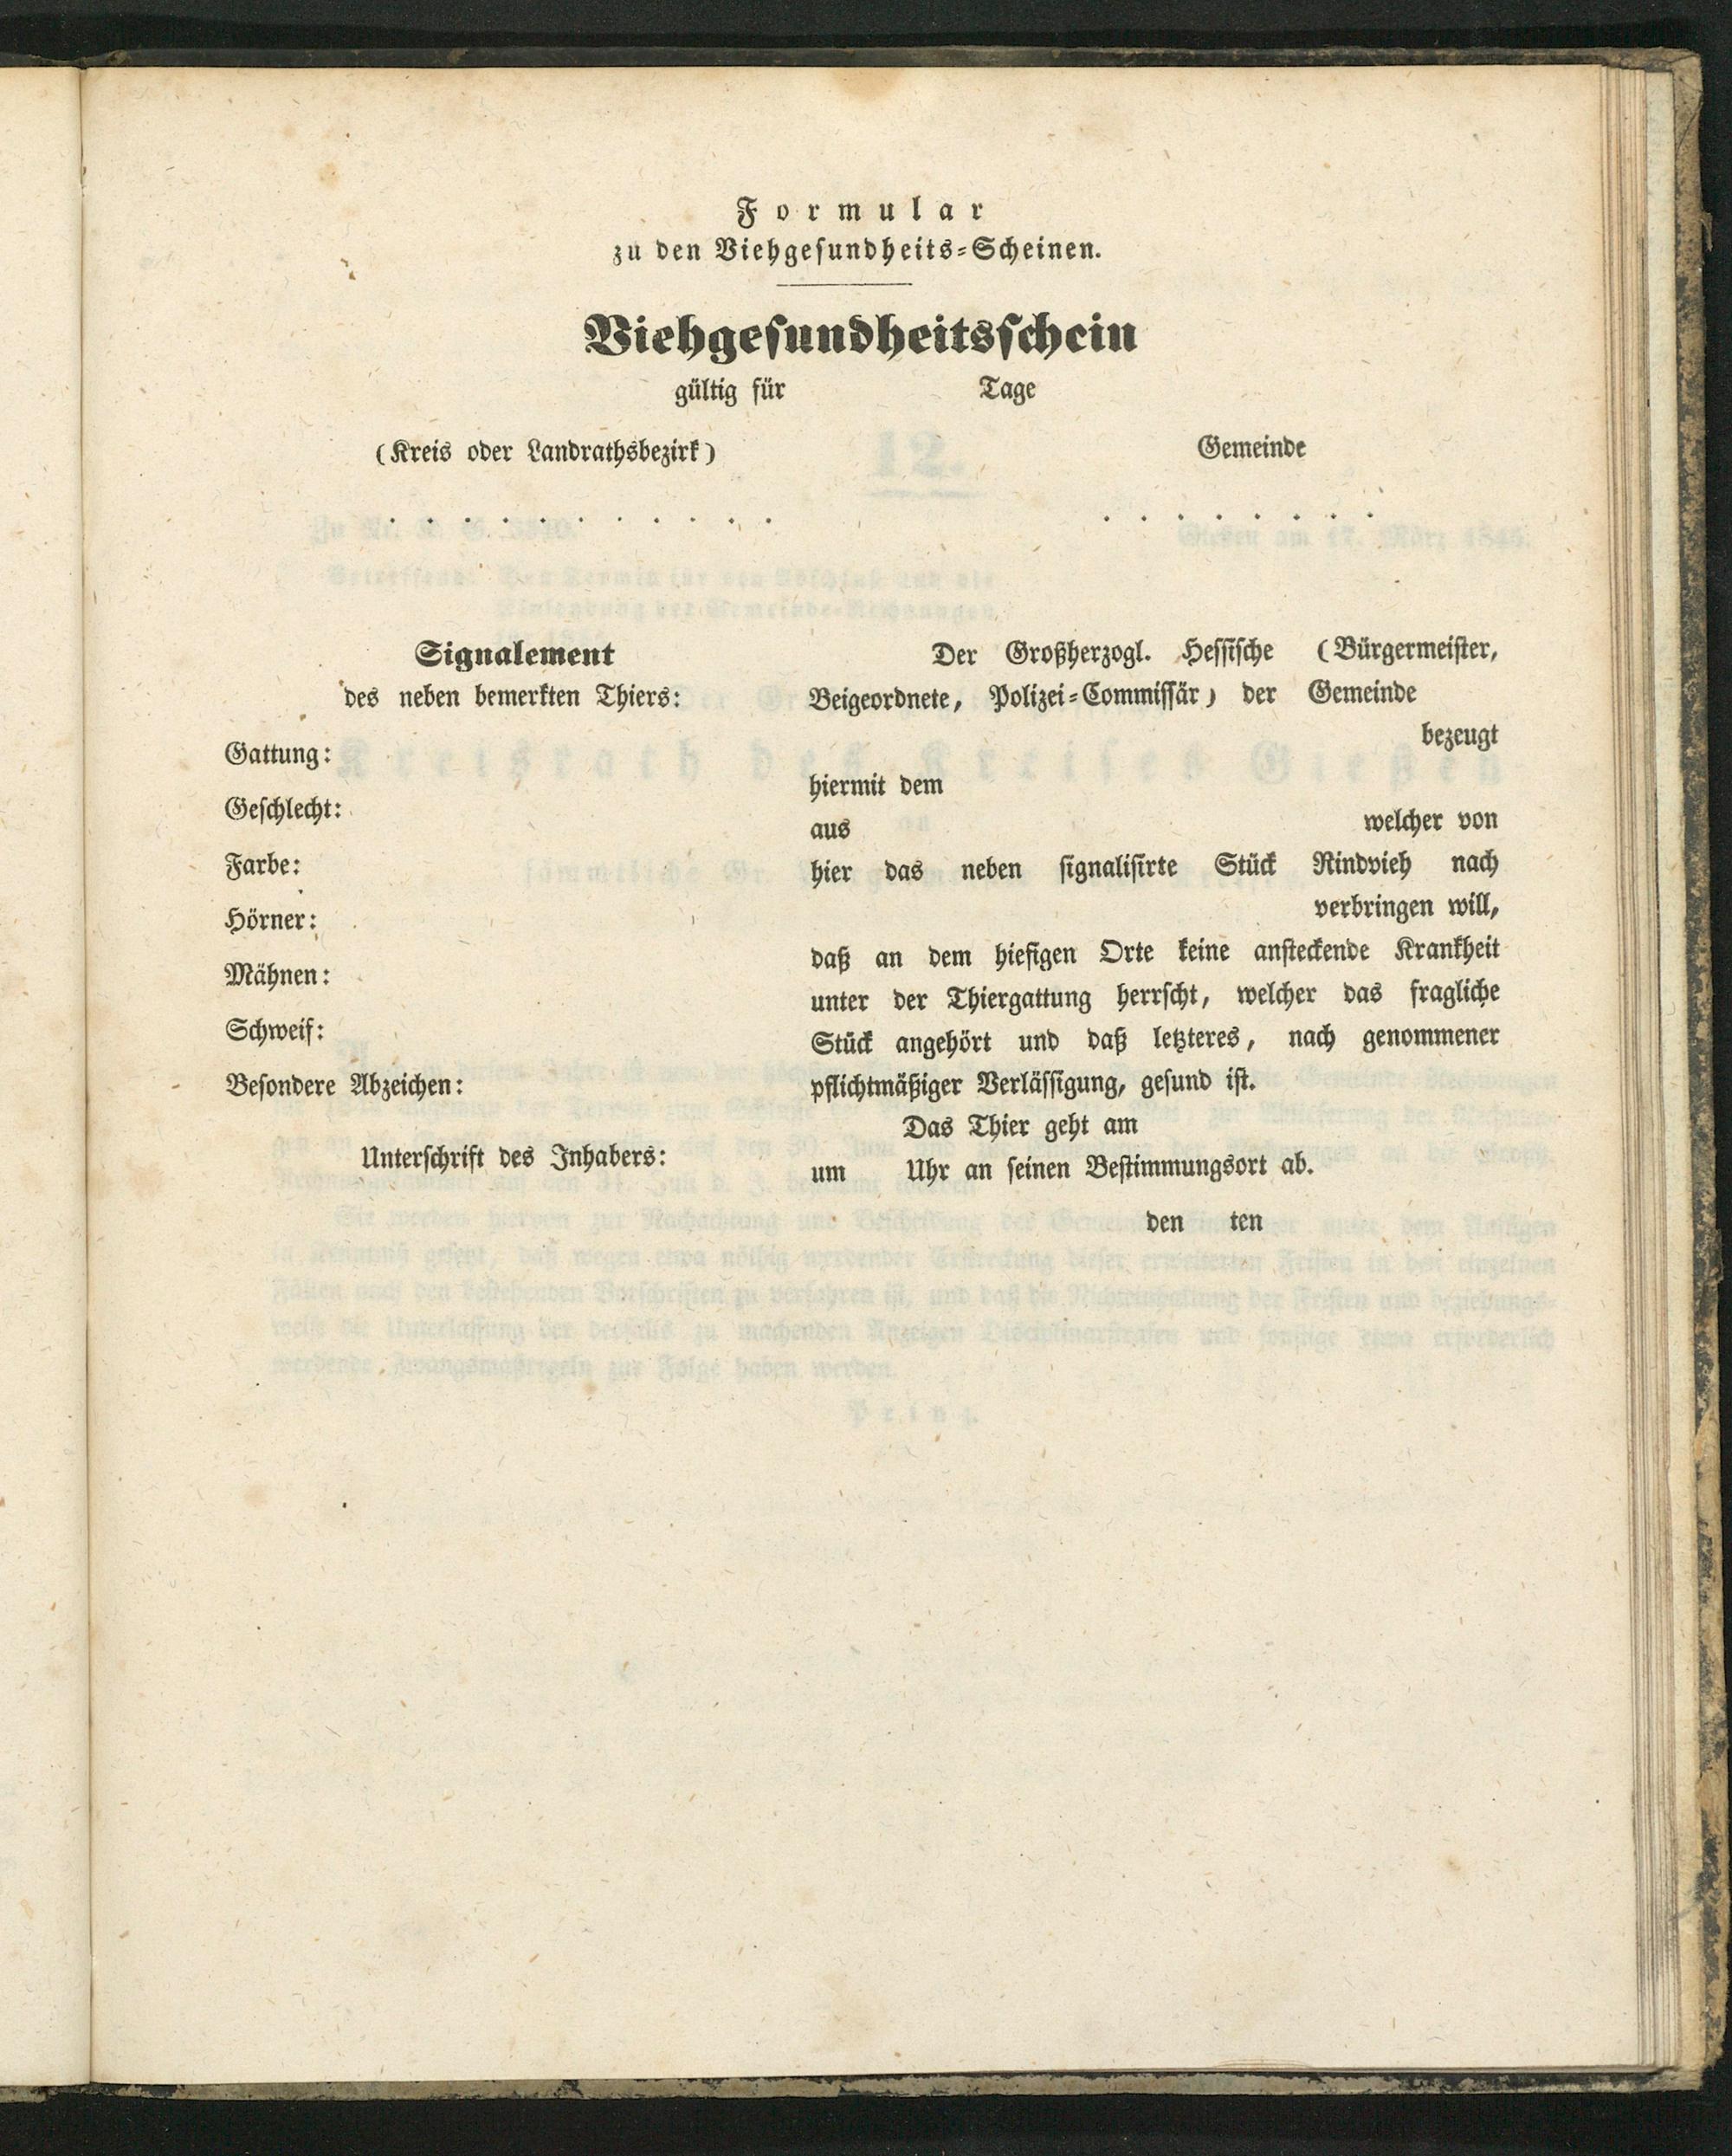 Formular
zu den Viehgesundheits-Scheinen.
Viehgesundheitsschein
gültig für Tage
(Kreis oder Landrathsbezirk) Gemeinde
. . . . . . . . . . . . . . . . . . .
Signalement
des neben bemerkten Thiers:
Gattung:
Geschlecht:
Farbe:
Hörner:
Mähnen:
Schweif:
Besondere Abzeichen:
Unterschrift des Inhabers:
Der Großherzogl. Hessische (Bürgermeister,
Beigeordnete, Polizei-Commissär) der Gemeinde
bezeugt
hiermit dem
aus welcher von
hier das neben signalisirte Stück Rindvieh nach
verbringen will,
daß an dem hiesigen Orte keine ansteckende Krankheit
unter der Thiergattung herrscht, welcher das fragliche
Stück angehört und daß letzteres, nach genommener
pflichtmäßiger Verlässigung, gesund ist.
Das Thier geht am
um Uhr an seinen Bestimmungsort ab.
den ten